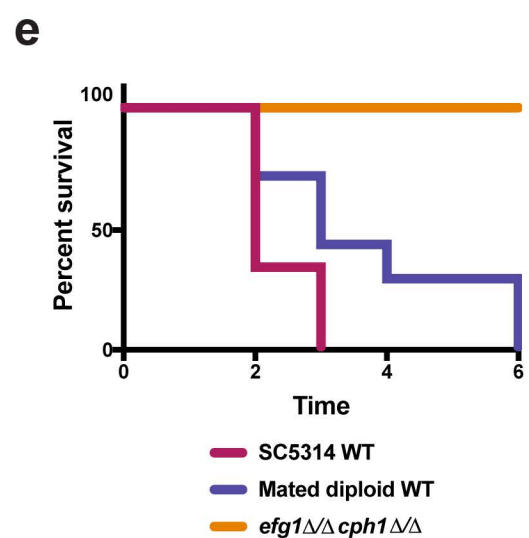 e
100
50
0
Percent survival
0 2 4 6
Time
SC5314 WT
Mated diploid WT
efg1Δ/Δ cph1Δ/Δ